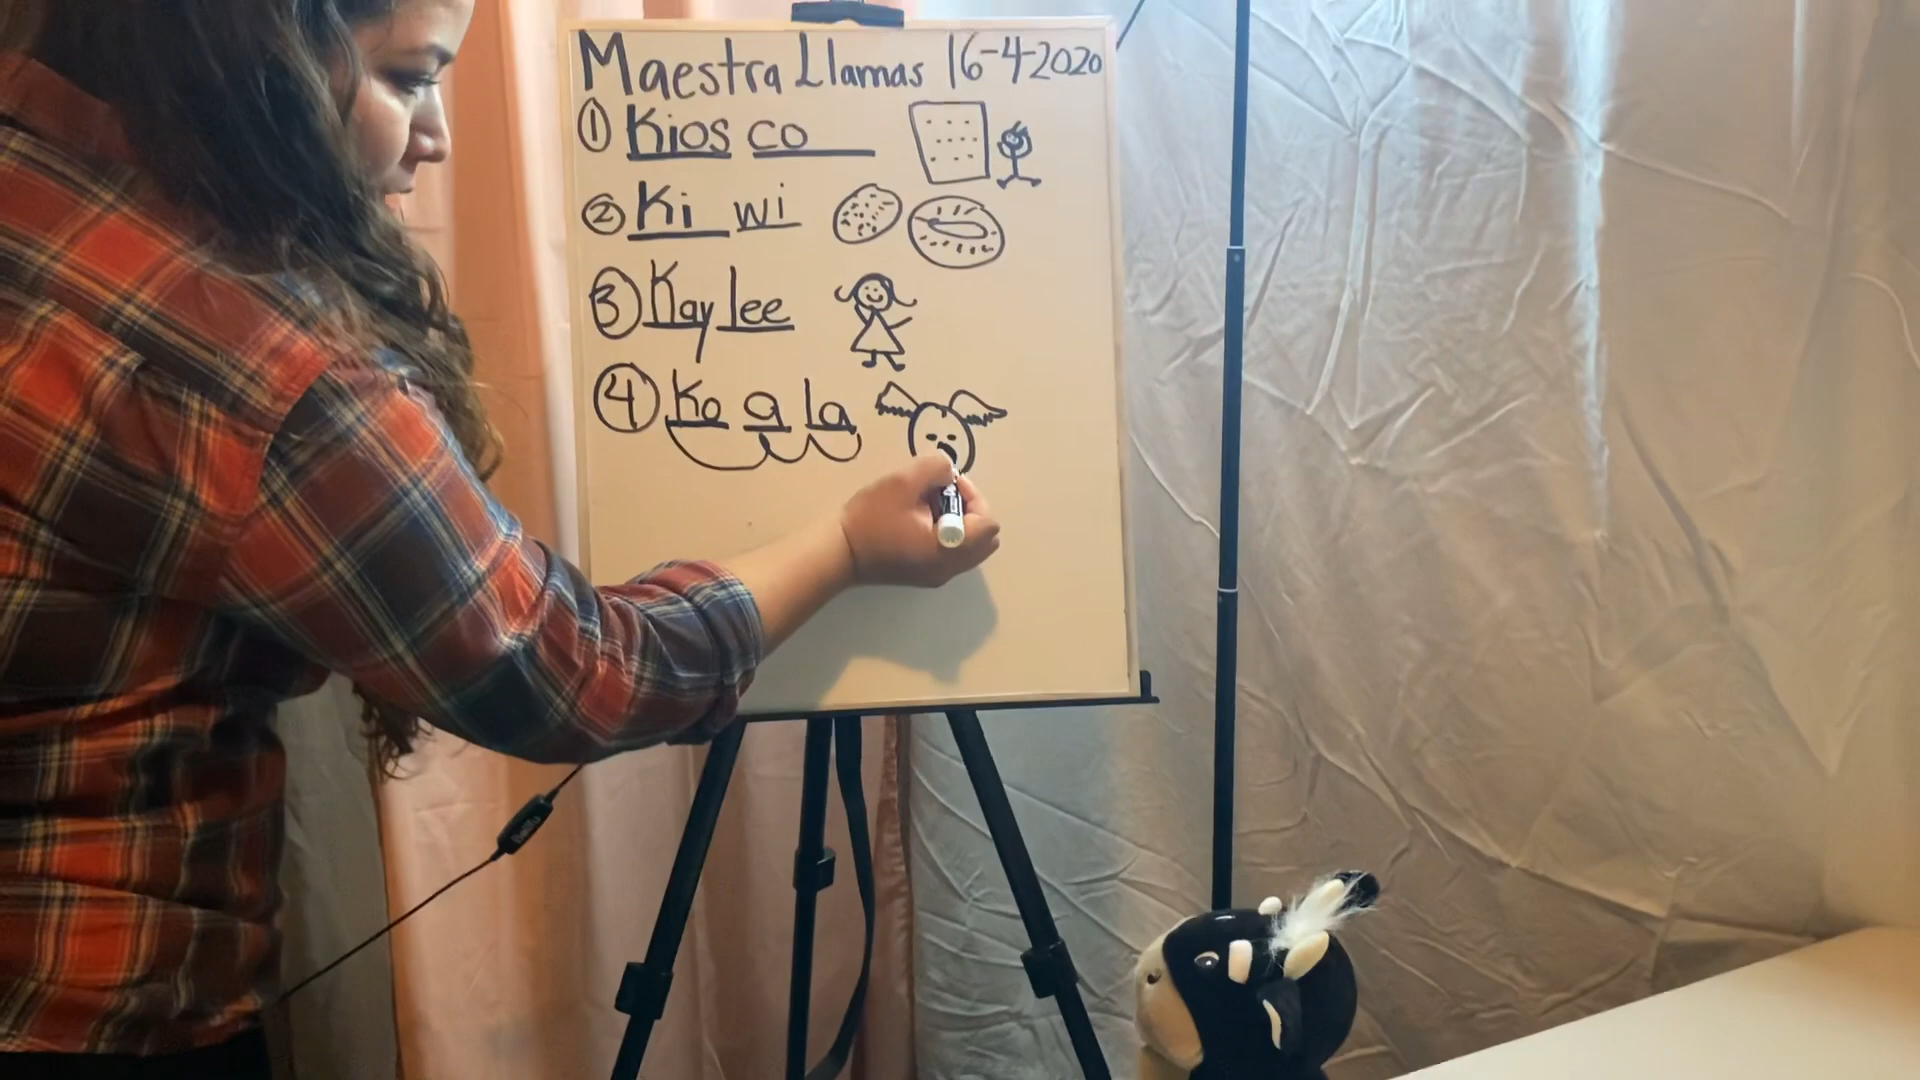 Maestra Llamas 16-4-2020
① Kios co
② Ki wi
③ Kay lee
④ Ko a la